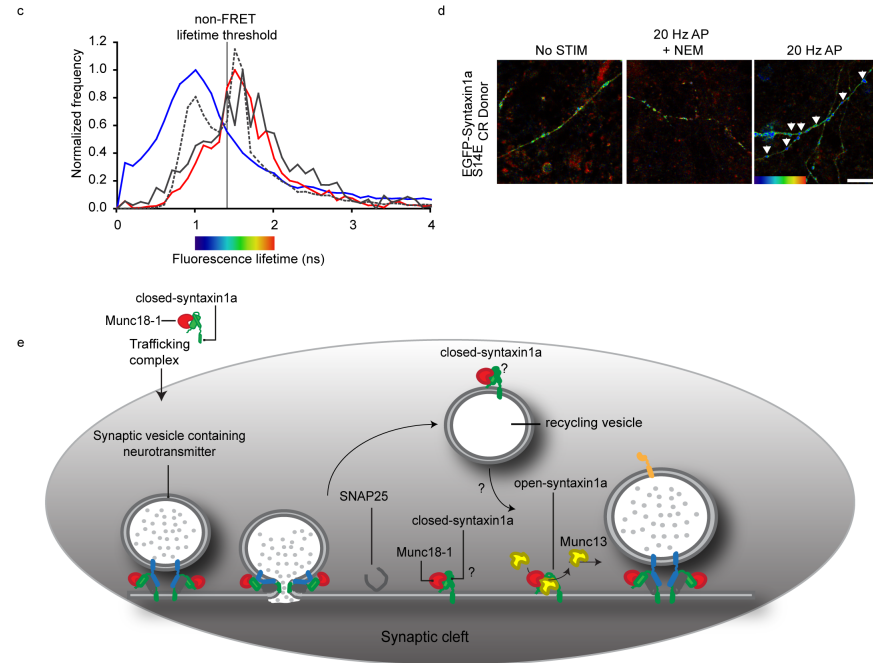 c
non-FRET
lifetime threshold
Normalized frequency
1.2
1.0
0.8
0.6
0.4
0.2
0.0
0
1
2
3
4
Fluorescence lifetime (ns)
d
No STIM
20 Hz AP
+ NEM
20 Hz AP
EGFP-Syntaxin1a
S14E CR Donor
e
closed-syntaxin1a
Munc18-1
Trafficking
complex
Synaptic vesicle containing
neurotransmitter
closed-syntaxin1a
?
recycling vesicle
?
SNAP25
open-syntaxin1a
closed-syntaxin1a
Munc18-1
?
Munc13
Synaptic cleft